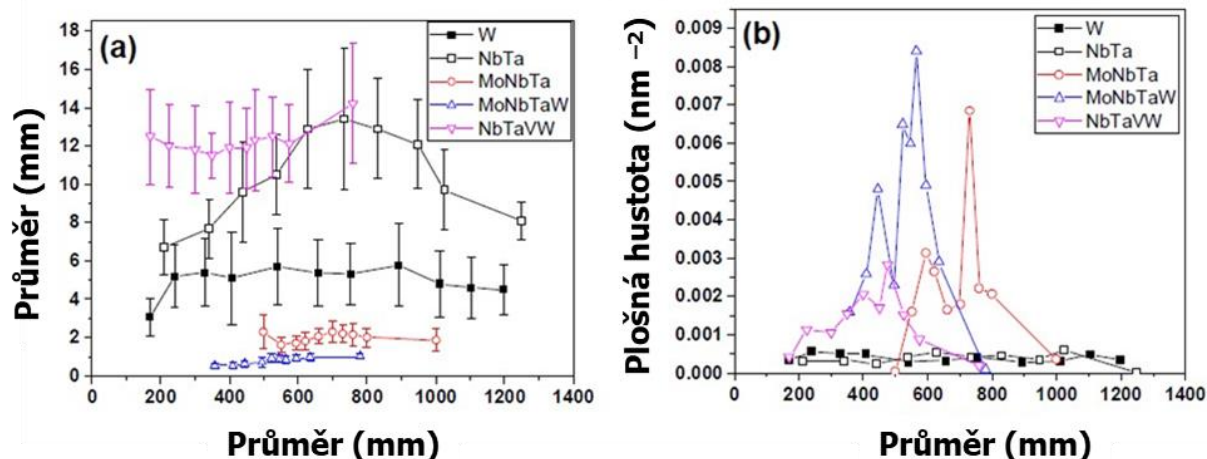 (a)
W
NbTa
MoNbTa
MoNbTaW
NbTaVW
18
16
14
12
10
8
6
4
2
0
Průměr (mm)
0 200 400 600 800 1000 1200 1400
Průměr (mm)
(b)
W
NbTa
MoNbTa
MoNbTaW
NbTaVW
0.009
0.008
0.007
0.006
0.005
0.004
0.003
0.002
0.001
0.000
Plošná hustota (nm ⁻²)
0 200 400 600 800 1000 1200 1400
Průměr (mm)